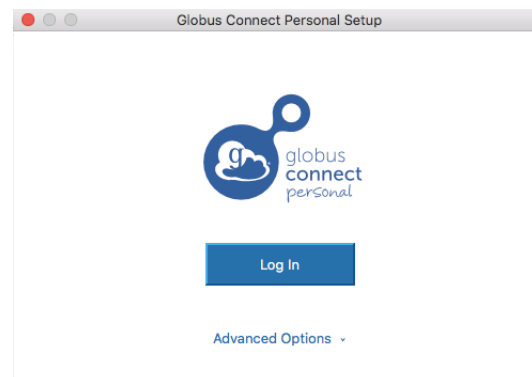 Globus Connect Personal Setup
g
globus
connect
personal
Log In
Advanced Options